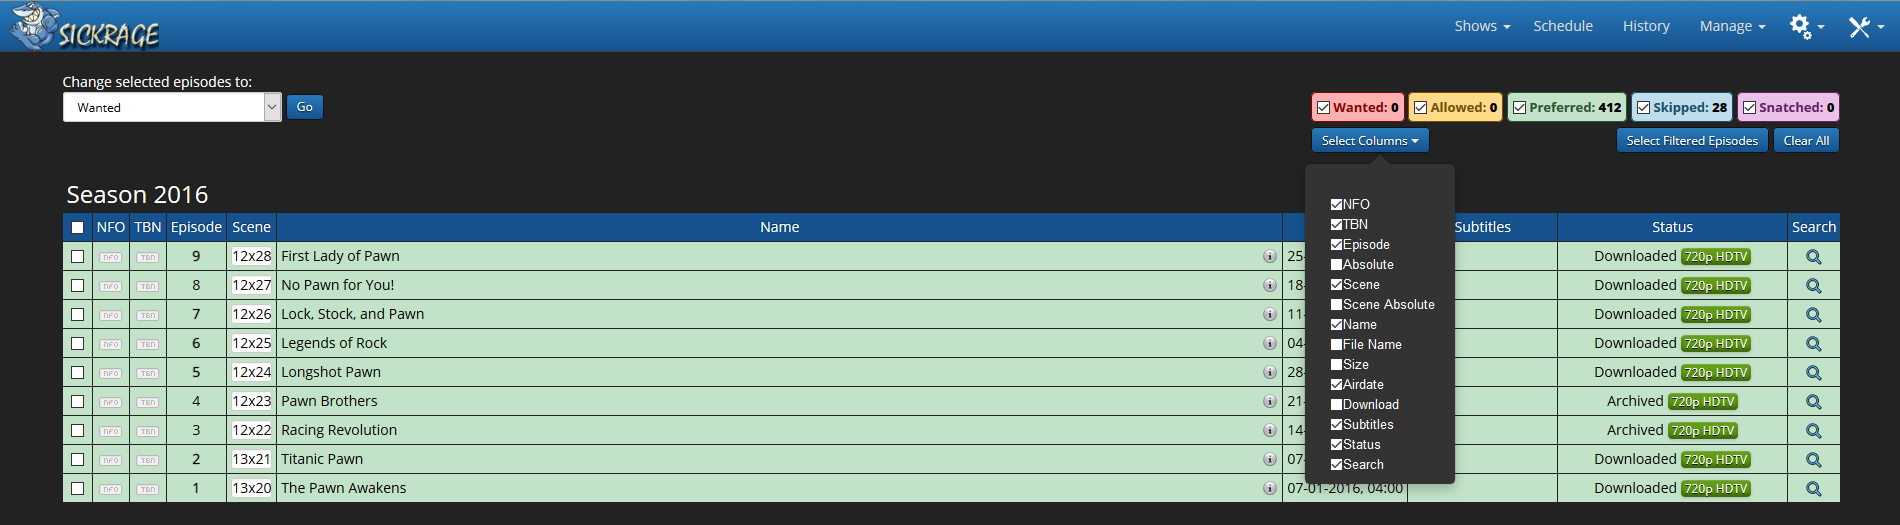 SICKRAGE
Shows Schedule History Manage
Change selected episodes to:
Wanted Go
Wanted: 0 Allowed: 0 Preferred: 412 Skipped: 28 Snatched: 0
Select Columns Select Filtered Episodes Clear All
NFO
TBN
Episode
Absolute
Scene
Scene Absolute
Name
File Name
Size
Airdate
Download
Subtitles
Status
Search
Season 2016
NFO TBN Episode Scene Name Subtitles Status Search
NFO TBN 9 12x28 First Lady of Pawn 25- Downloaded 720p HDTV
NFO TBN 8 12x27 No Pawn for You! 18- Downloaded 720p HDTV
NFO TBN 7 12x26 Lock, Stock, and Pawn 11- Downloaded 720p HDTV
NFO TBN 6 12x25 Legends of Rock 04- Downloaded 720p HDTV
NFO TBN 5 12x24 Longshot Pawn 28- Downloaded 720p HDTV
NFO TBN 4 12x23 Pawn Brothers 21- Archived 720p HDTV
NFO TBN 3 12x22 Racing Revolution 14- Archived 720p HDTV
NFO TBN 2 13x21 Titanic Pawn 07- Downloaded 720p HDTV
NFO TBN 1 13x20 The Pawn Awakens 07-01-2016, 04:00 Downloaded 720p HDTV